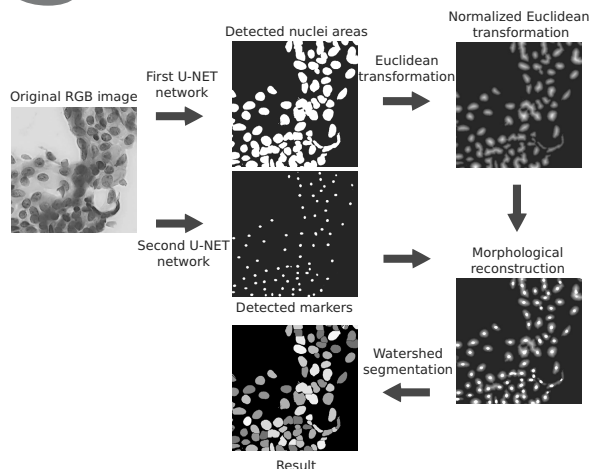 Original RGB image
First U-NET
network
Second U-NET
network
Detected nuclei areas
Detected markers
Euclidean
transformation
Normalized Euclidean
transformation
Morphological
reconstruction
Watershed
segmentation
Result